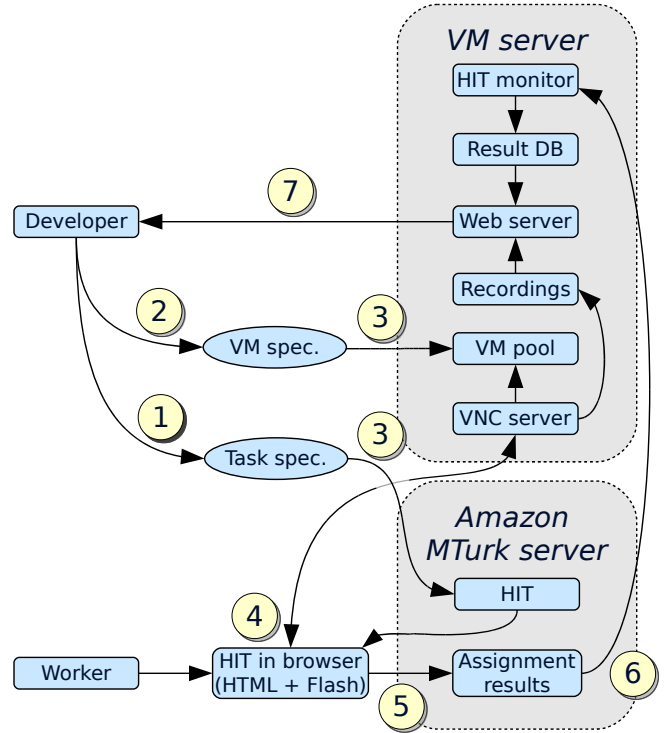 VM server
HIT monitor
Result DB
7
Developer
Web server
Recordings
2
3
VM spec.
VM pool
1
3
VNC server
Task spec.
Amazon
MTurk server
HIT
4
HIT in browser
(HTML + Flash)
Worker
Assignment
results
5
6